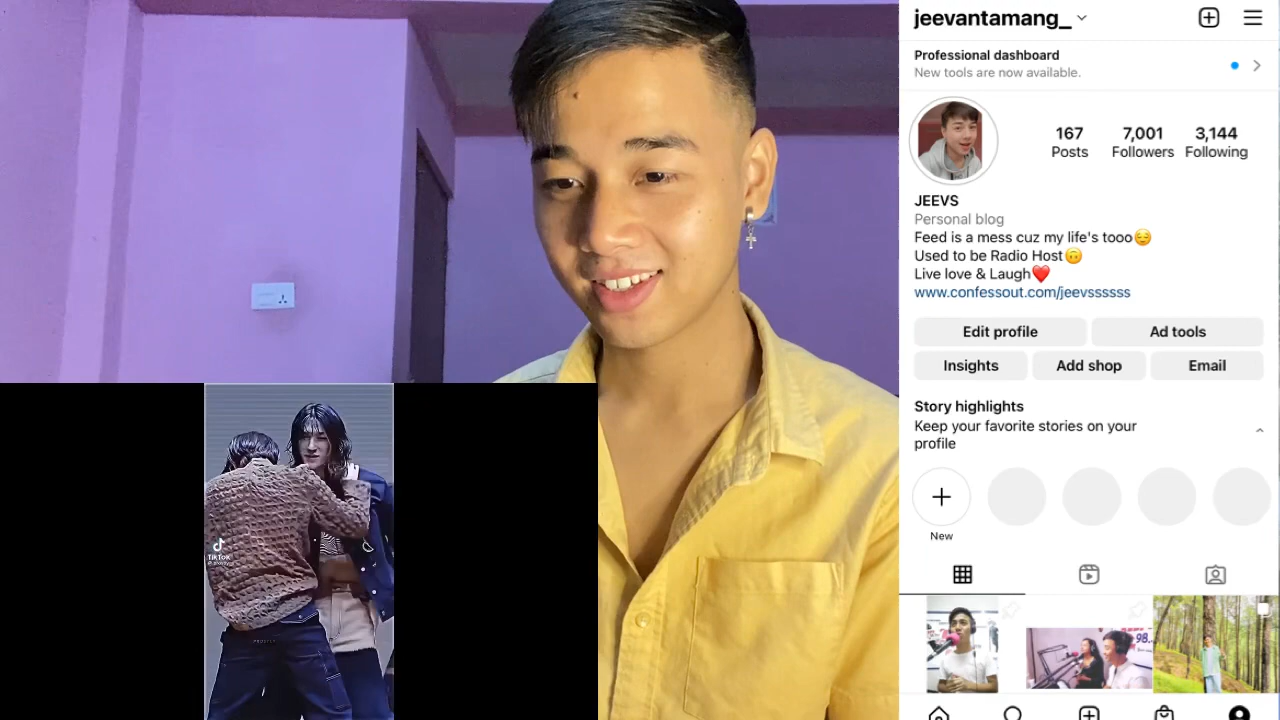 jeevantamang_
Professional dashboard
New tools are now available.
167
Posts
7,001
Followers
3,144
Following
JEEVS
Personal blog
Feed is a mess cuz my life's tooo😌
Used to be Radio Host🙃
Live love & Laugh❤️
www.confessout.com/jeevssssss
Edit profile
Ad tools
Insights
Add shop
Email
Story highlights
Keep your favorite stories on your
profile
New
TikTok
98.